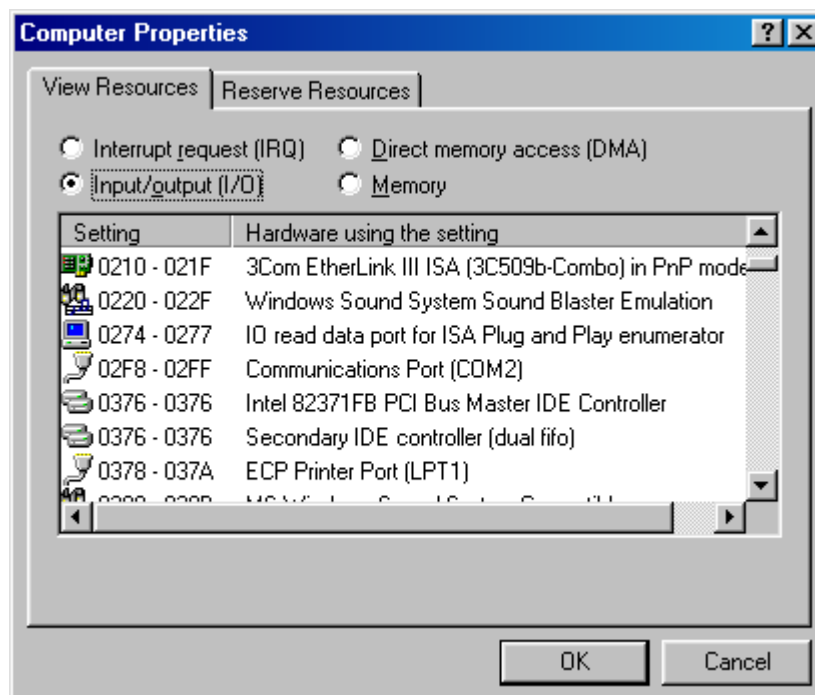 Computer Properties
View Resources Reserve Resources
Interrupt request (IRQ) Direct memory access (DMA)
Input/output (I/O) Memory
Setting Hardware using the setting
0210 - 021F 3Com EtherLink III ISA (3C509b-Combo) in PnP mode
0220 - 022F Windows Sound System Sound Blaster Emulation
0274 - 0277 IO read data port for ISA Plug and Play enumerator
02F8 - 02FF Communications Port (COM2)
0376 - 0376 Intel 82371FB PCI Bus Master IDE Controller
0376 - 0376 Secondary IDE controller (dual fifo)
0378 - 037A ECP Printer Port (LPT1)
OK Cancel